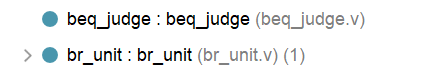 beq_judge : beq_judge (beq_judge.v)
br_unit : br_unit (br_unit.v) (1)